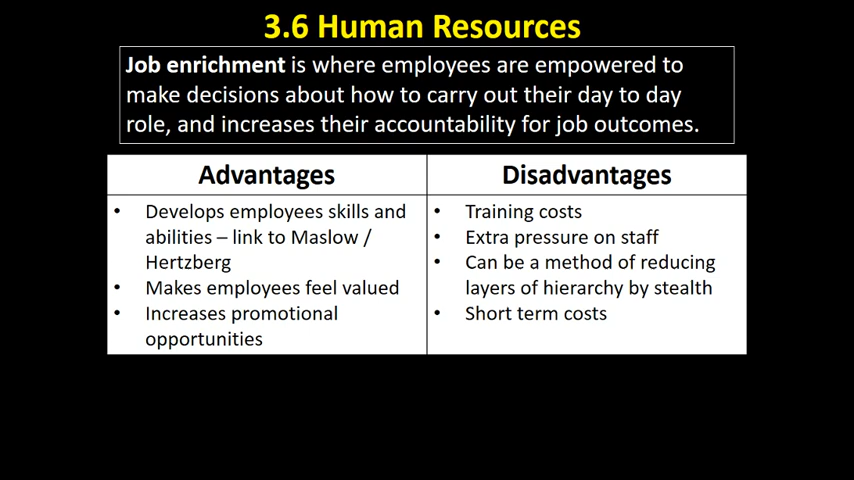 3.6 Human Resources
Job enrichment is where employees are empowered to
make decisions about how to carry out their day to day
role, and increases their accountability for job outcomes.
Advantages
• Develops employees skills and
abilities – link to Maslow /
Hertzberg
• Makes employees feel valued
• Increases promotional
opportunities
Disadvantages
• Training costs
• Extra pressure on staff
• Can be a method of reducing
layers of hierarchy by stealth
• Short term costs